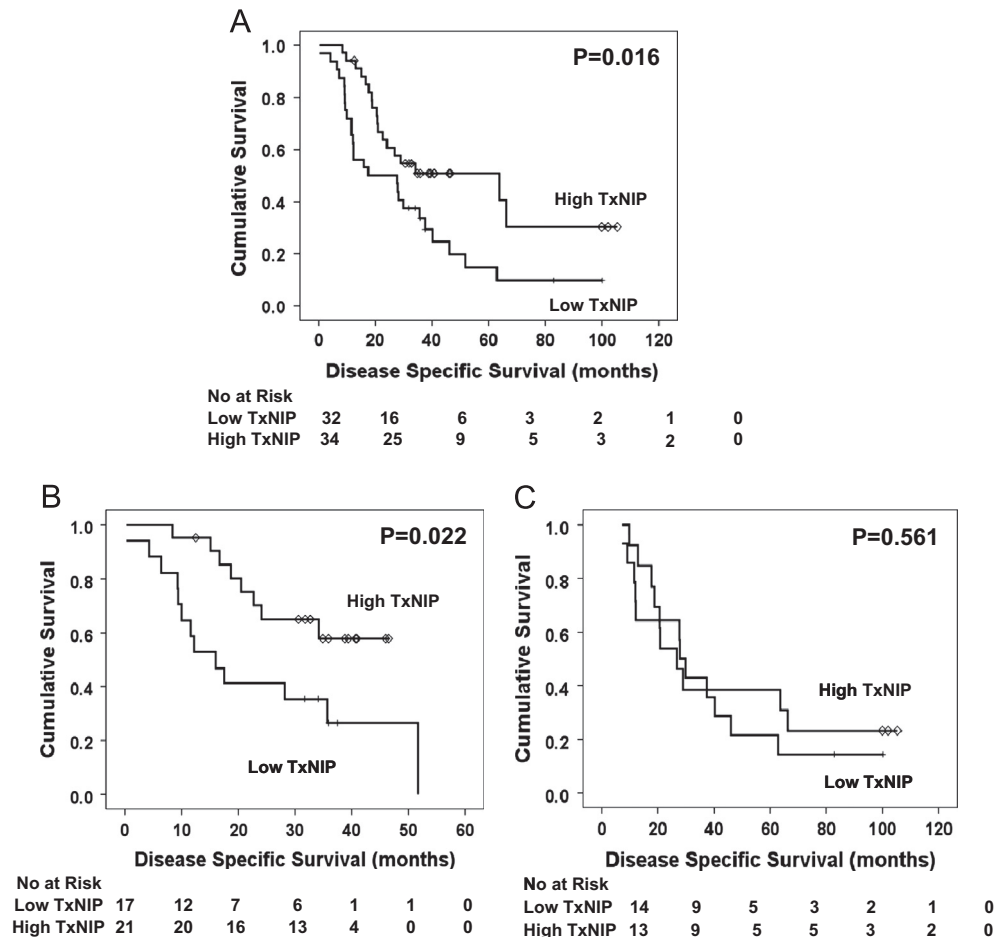 A
P=0.016
1.0
0.8
0.6
0.4
0.2
0.0
Cumulative Survival
High TxNIP
Low TxNIP
0 20 40 60 80 100 120
Disease Specific Survival (months)
No at Risk
Low TxNIP 32 16 6 3 2 1 0
High TxNIP 34 25 9 5 3 2 0
B
P=0.022
1.0
0.8
0.6
0.4
0.2
0.0
Cumulative Survival
High TxNIP
Low TxNIP
0 10 20 30 40 50 60
Disease Specific Survival (months)
No at Risk
Low TxNIP 17 12 7 6 1 1 0
High TxNIP 21 20 16 13 4 0 0
C
P=0.561
1.0
0.8
0.6
0.4
0.2
0.0
Cumulative Survival
High TxNIP
Low TxNIP
0 20 40 60 80 100 120
Disease Specific Survival (months)
No at Risk
Low TxNIP 14 9 5 3 2 1 0
High TxNIP 13 9 5 5 3 2 0